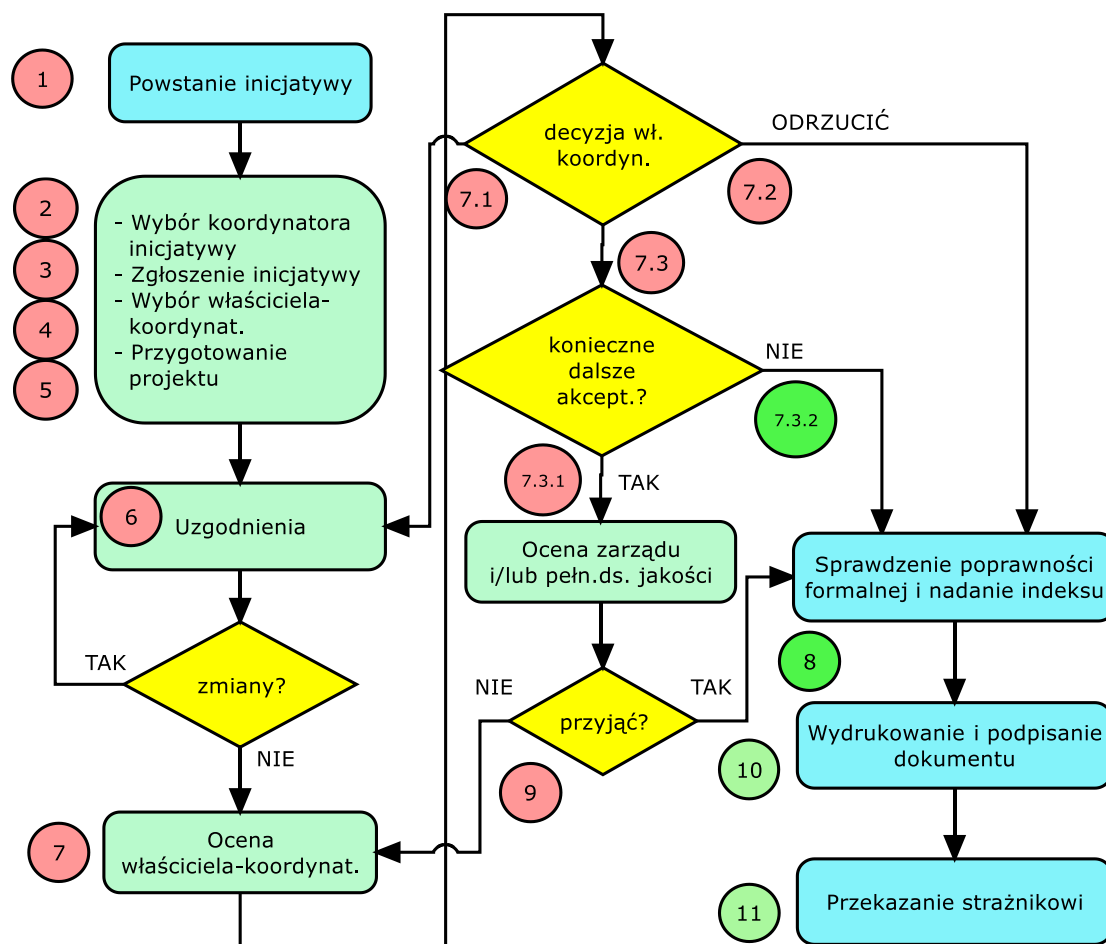 1
Powstanie inicjatywy
2
3
4
5
- Wybór koordynatora
inicjatywy
- Zgłoszenie inicjatywy
- Wybór właściciela-
koordynat.
- Przygotowanie
projektu
6
Uzgodnienia
TAK
zmiany?
NIE
7
Ocena
właściciela-koordynat.
decyzja wł.
koordyn.
ODRZUCIĆ
7.1
7.2
7.3
konieczne
dalsze
akcept.?
NIE
7.3.2
7.3.1
TAK
Ocena zarządu
i/lub pełn.ds. jakości
NIE
TAK
przyjąć?
9
Sprawdzenie poprawności
formalnej i nadanie indeksu
8
Wydrukowanie i podpisanie
dokumentu
10
Przekazanie strażnikowi
11